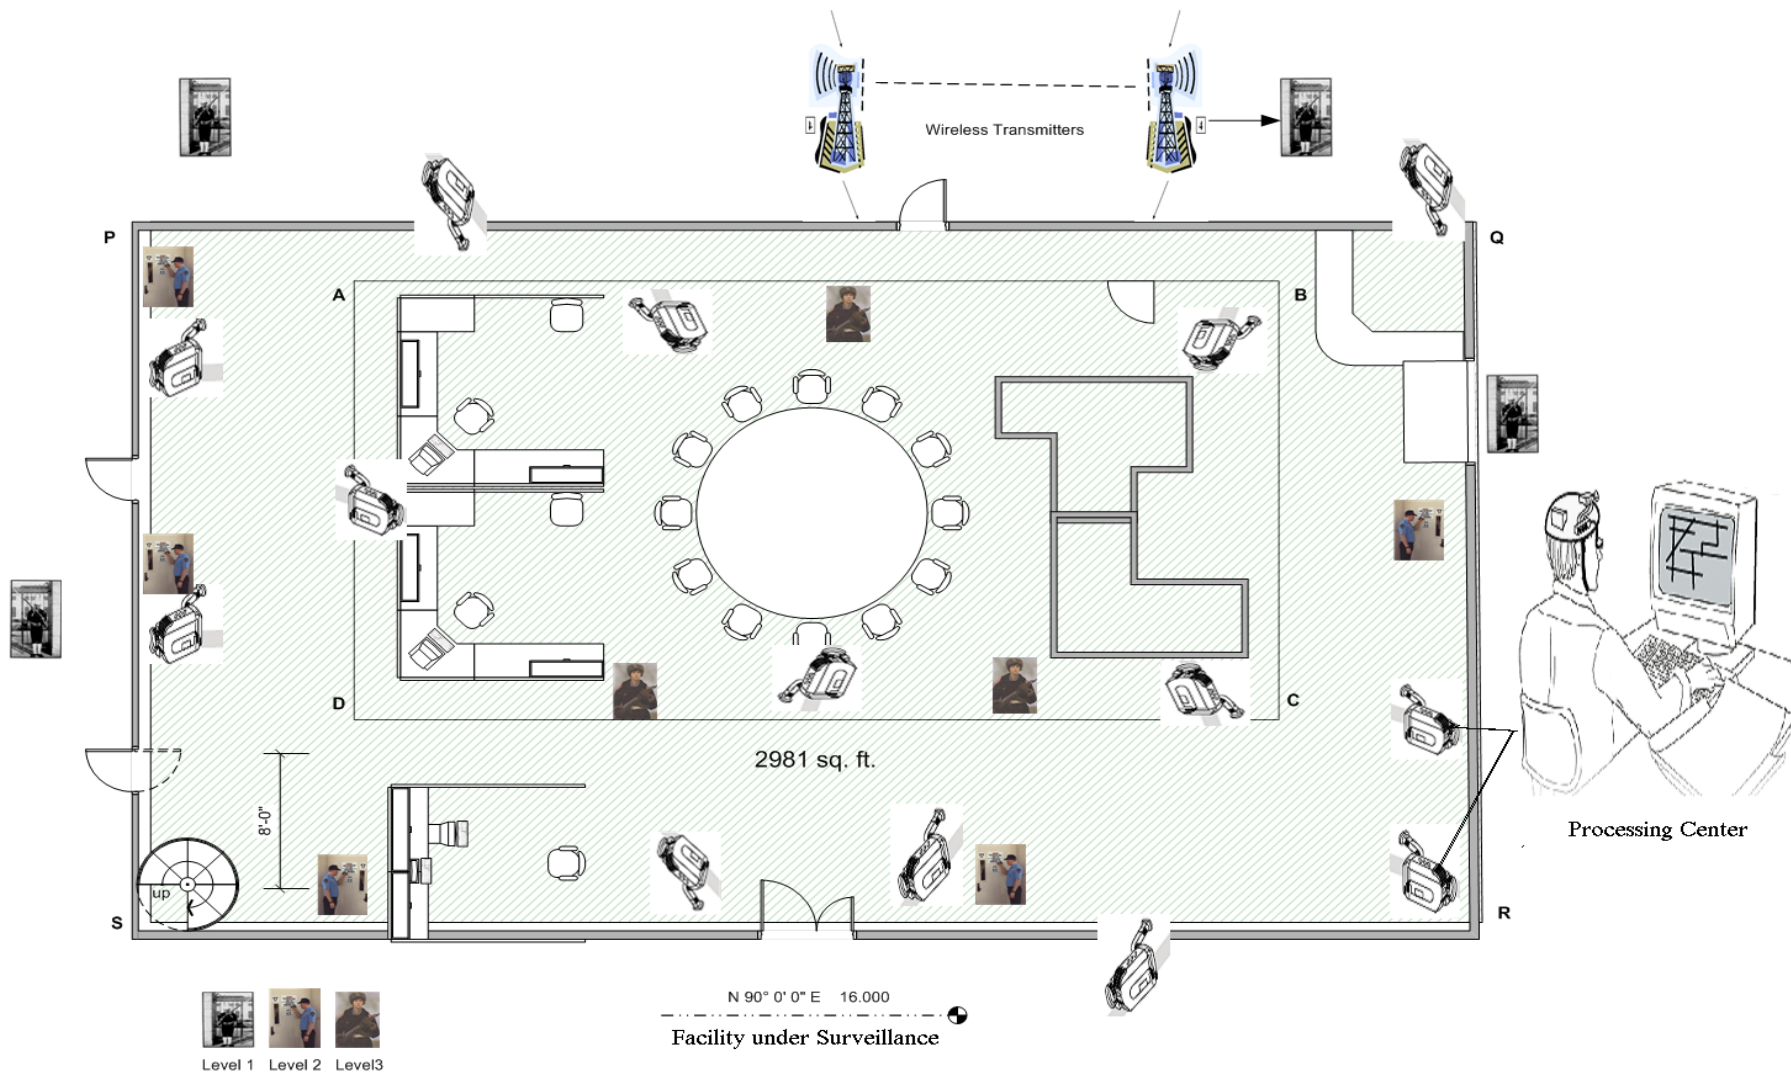 Wireless Transmitters
P
Q
A
B
D
C
2981 sq. ft.
8'-0"
up
S
R
Processing Center
N 90° 0' 0" E 16.000
Facility under Surveillance
Level 1 Level 2 Level3